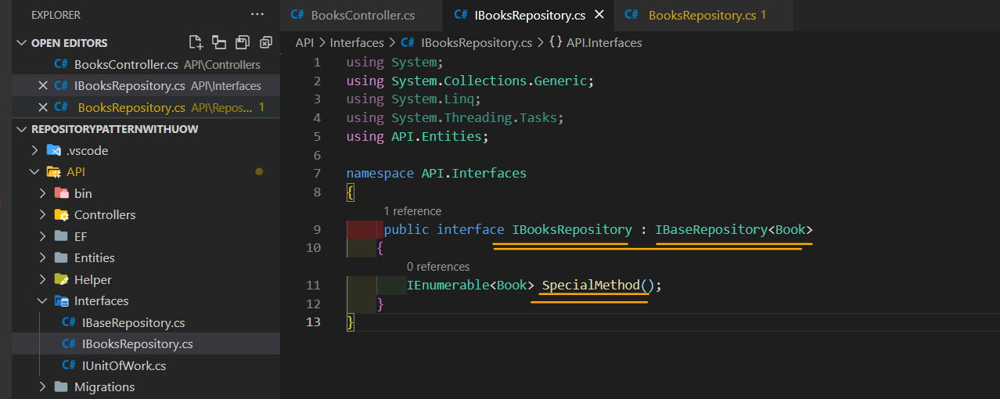 EXPLORER ...
OPEN EDITORS
C# BooksController.cs API\Controllers
C# IBooksRepository.cs API\Interfaces
C# BooksRepository.cs API\Repos... 1
REPOSITORYPATTERNWITHUOW
.vscode
API
bin
Controllers
EF
Entities
Helper
Interfaces
C# IBaseRepository.cs
C# IBooksRepository.cs
C# IUnitOfWork.cs
Migrations
C# BooksController.cs C# IBooksRepository.cs C# BooksRepository.cs 1
API > Interfaces > C# IBooksRepository.cs > {} API.Interfaces
1 using System;
2 using System.Collections.Generic;
3 using System.Linq;
4 using System.Threading.Tasks;
5 using API.Entities;
6
7 namespace API.Interfaces
8 {
1 reference
9 public interface IBooksRepository : IBaseRepository<Book>
10 {
0 references
11 IEnumerable<Book> SpecialMethod();
12 }
13 }